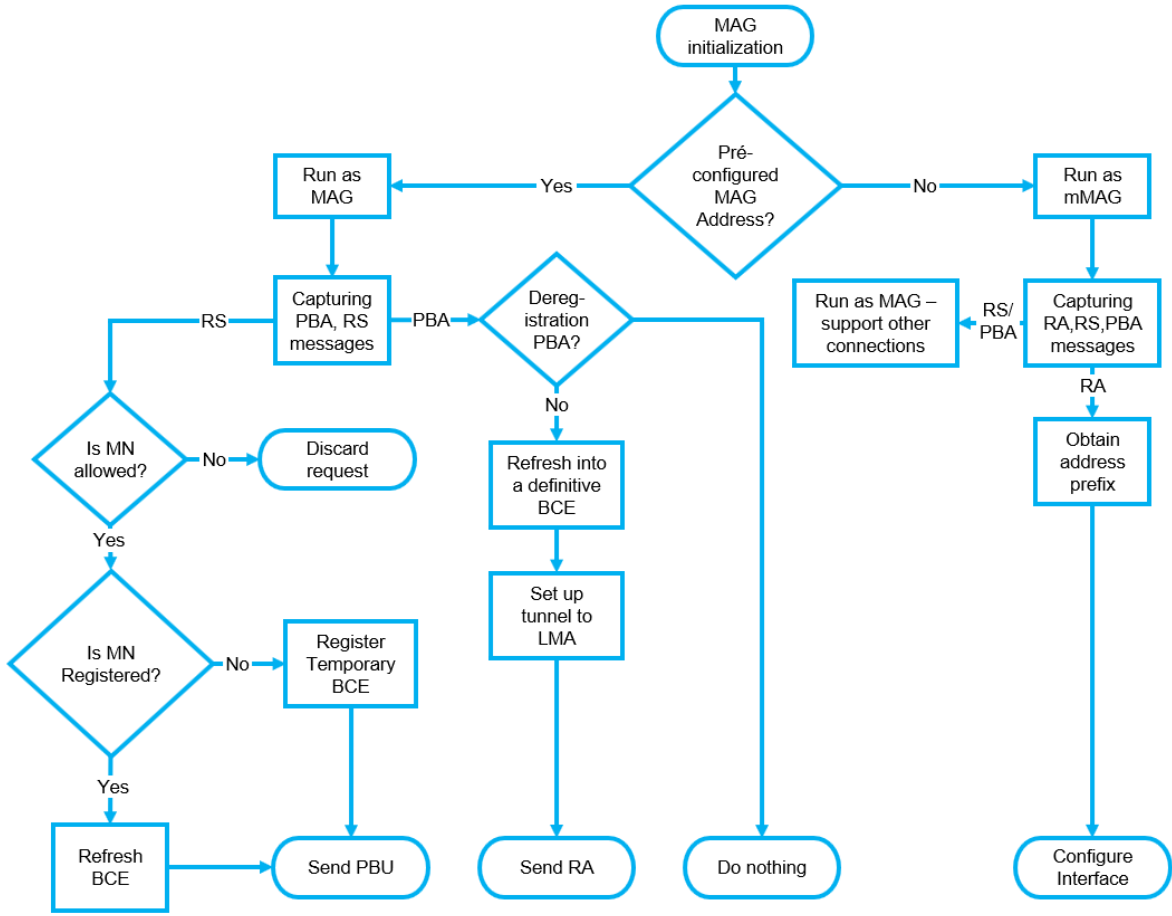 MAG
initialization
Pré-
configured
MAG
Address?
Yes
No
Run as
MAG
Run as
mMAG
Capturing
PBA, RS
messages
RS
PBA
Dereg-
istration
PBA?
Run as MAG –
support other
connections
RS/
PBA
Capturing
RA,RS,PBA
messages
RA
No
Is MN
allowed?
No
Discard
request
Refresh into
a definitive
BCE
Obtain
address
prefix
Yes
Set up
tunnel to
LMA
Is MN
Registered?
No
Register
Temporary
BCE
Yes
Refresh
BCE
Send PBU
Send RA
Do nothing
Configure
Interface